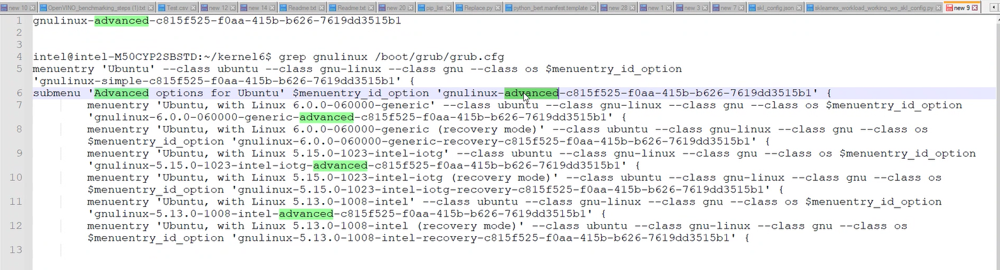 new 10 OpenVINO_benchmarking_steps (1).txt Test.csv new 12 new 14 Readme.txt Readme.txt new 20 pip_list Replace.py python_bert.manifest.template new 28 new 1 new 3 new 7 skl_config.json sklearnex_workload_working_wo_skl_config.py new 9
1 gnulinux-advanced-c815f525-f0aa-415b-b626-7619dd3515b1
2
3
4 intel@intel-M50CYP2SBSTD:~/kernel6$ grep gnulinux /boot/grub/grub.cfg
5 menuentry 'Ubuntu' --class ubuntu --class gnu-linux --class gnu --class os $menuentry_id_option
'gnulinux-simple-c815f525-f0aa-415b-b626-7619dd3515b1' {
6 submenu 'Advanced options for Ubuntu' $menuentry_id_option 'gnulinux-advanced-c815f525-f0aa-415b-b626-7619dd3515b1' {
7 menuentry 'Ubuntu, with Linux 6.0.0-060000-generic' --class ubuntu --class gnu-linux --class gnu --class os $menuentry_id_option
'gnulinux-6.0.0-060000-generic-advanced-c815f525-f0aa-415b-b626-7619dd3515b1' {
8 menuentry 'Ubuntu, with Linux 6.0.0-060000-generic (recovery mode)' --class ubuntu --class gnu-linux --class gnu --class os
$menuentry_id_option 'gnulinux-6.0.0-060000-generic-recovery-c815f525-f0aa-415b-b626-7619dd3515b1' {
9 menuentry 'Ubuntu, with Linux 5.15.0-1023-intel-iotg' --class ubuntu --class gnu-linux --class gnu --class os $menuentry_id_option
'gnulinux-5.15.0-1023-intel-iotg-advanced-c815f525-f0aa-415b-b626-7619dd3515b1' {
10 menuentry 'Ubuntu, with Linux 5.15.0-1023-intel-iotg (recovery mode)' --class ubuntu --class gnu-linux --class gnu --class os
$menuentry_id_option 'gnulinux-5.15.0-1023-intel-iotg-recovery-c815f525-f0aa-415b-b626-7619dd3515b1' {
11 menuentry 'Ubuntu, with Linux 5.13.0-1008-intel' --class ubuntu --class gnu-linux --class gnu --class os $menuentry_id_option
'gnulinux-5.13.0-1008-intel-advanced-c815f525-f0aa-415b-b626-7619dd3515b1' {
12 menuentry 'Ubuntu, with Linux 5.13.0-1008-intel (recovery mode)' --class ubuntu --class gnu-linux --class gnu --class os
$menuentry_id_option 'gnulinux-5.13.0-1008-intel-recovery-c815f525-f0aa-415b-b626-7619dd3515b1' {
13